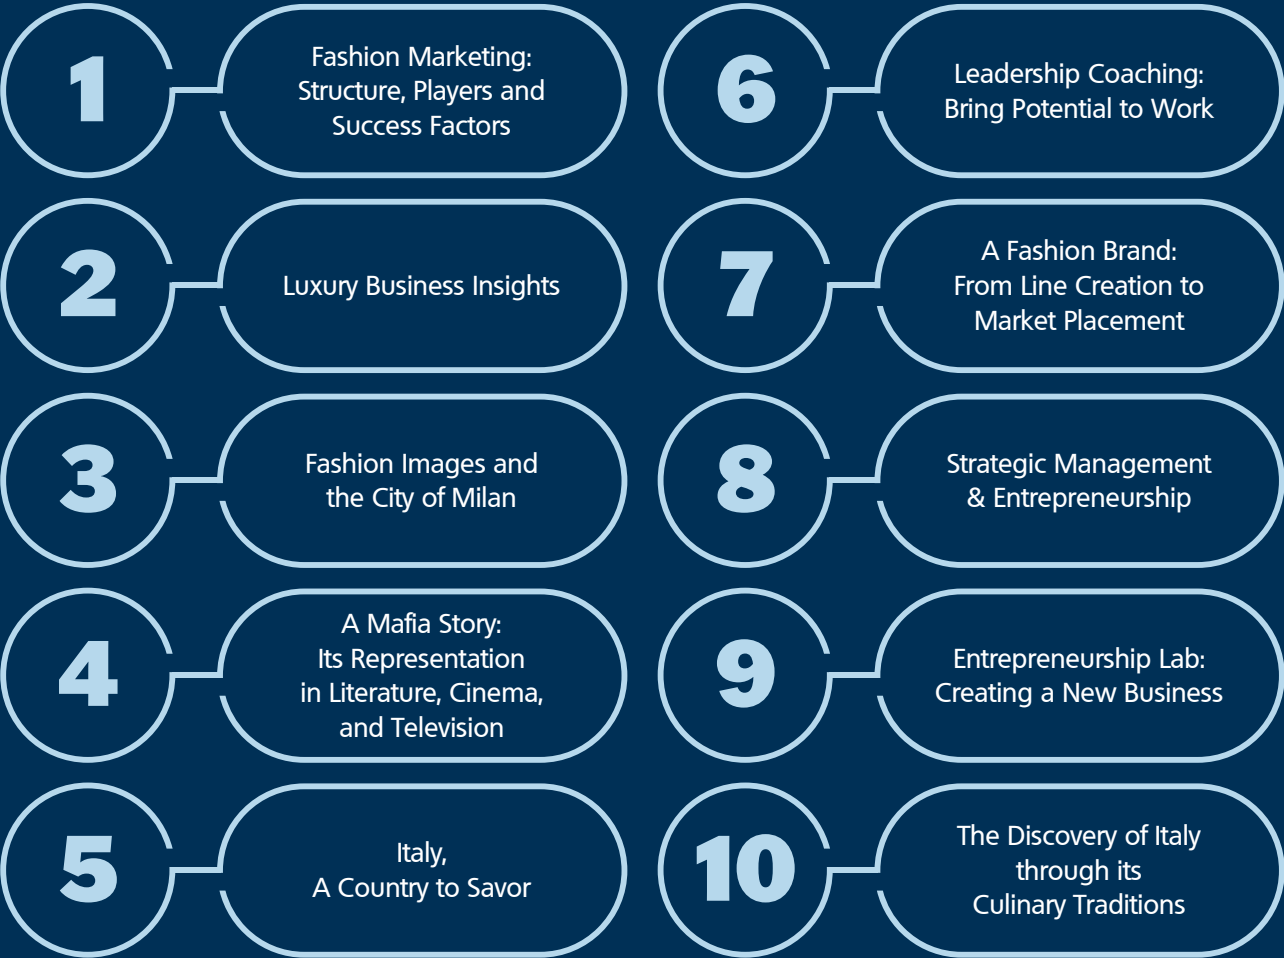 1
Fashion Marketing:
Structure, Players and
Success Factors
2
Luxury Business Insights
3
Fashion Images and
the City of Milan
4
A Mafia Story:
Its Representation
in Literature, Cinema,
and Television
5
Italy,
A Country to Savor
6
Leadership Coaching:
Bring Potential to Work
7
A Fashion Brand:
From Line Creation to
Market Placement
8
Strategic Management
& Entrepreneurship
9
Entrepreneurship Lab:
Creating a New Business
10
The Discovery of Italy
through its
Culinary Traditions